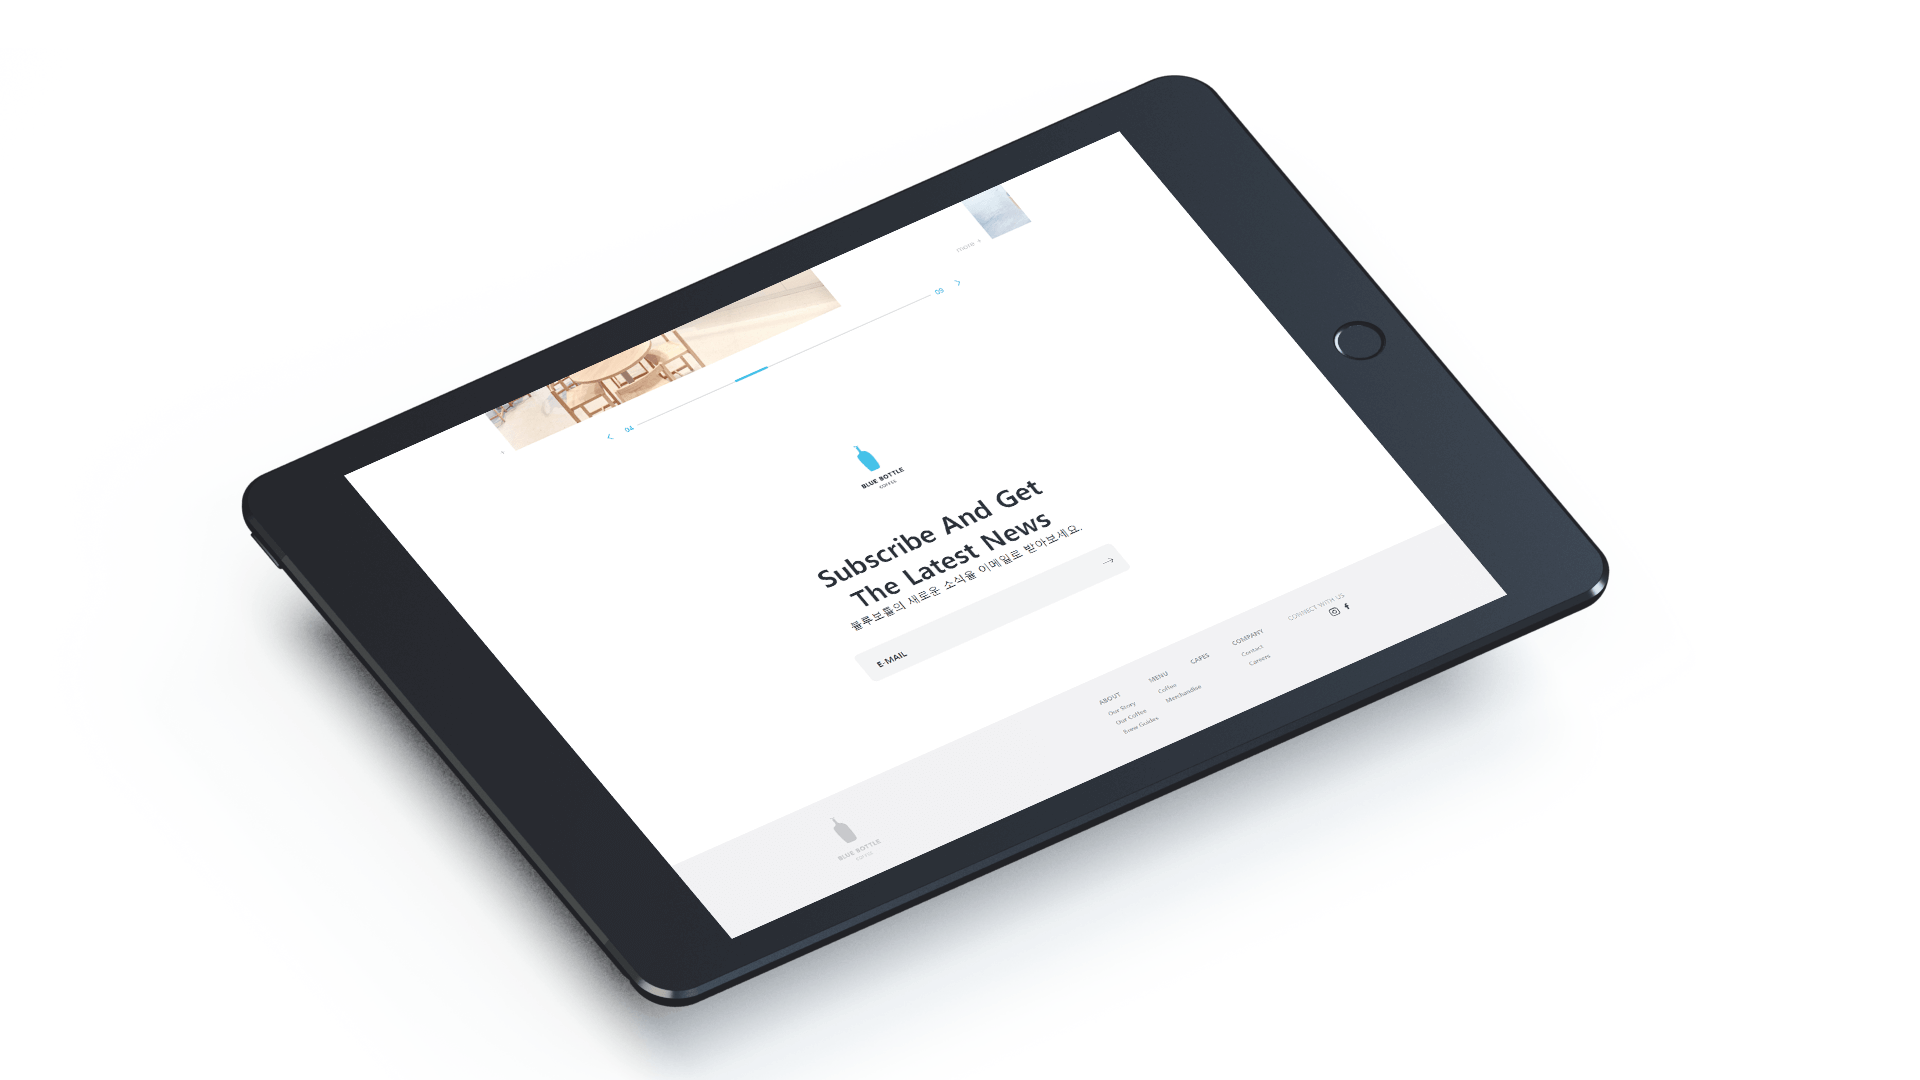 more +
04
09
BLUE BOTTLE
COFFEE
Subscribe And Get
The Latest News
블루보틀의 새로운 소식을 이메일로 받아보세요.
E-MAIL
ABOUT
Our Story
Our Coffee
Brew Guides
MENU
Coffee
Merchandise
CAFES
COMPANY
Contact
Careers
CONNECT WITH US
BLUE BOTTLE
COFFEE